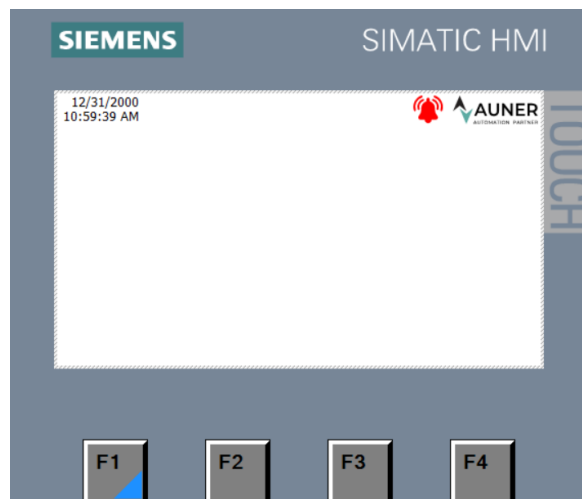 SIEMENS
SIMATIC HMI
12/31/2000
10:59:39 AM
AUNER
AUTOMATION PARTNER
TOUCH
F1
F2
F3
F4